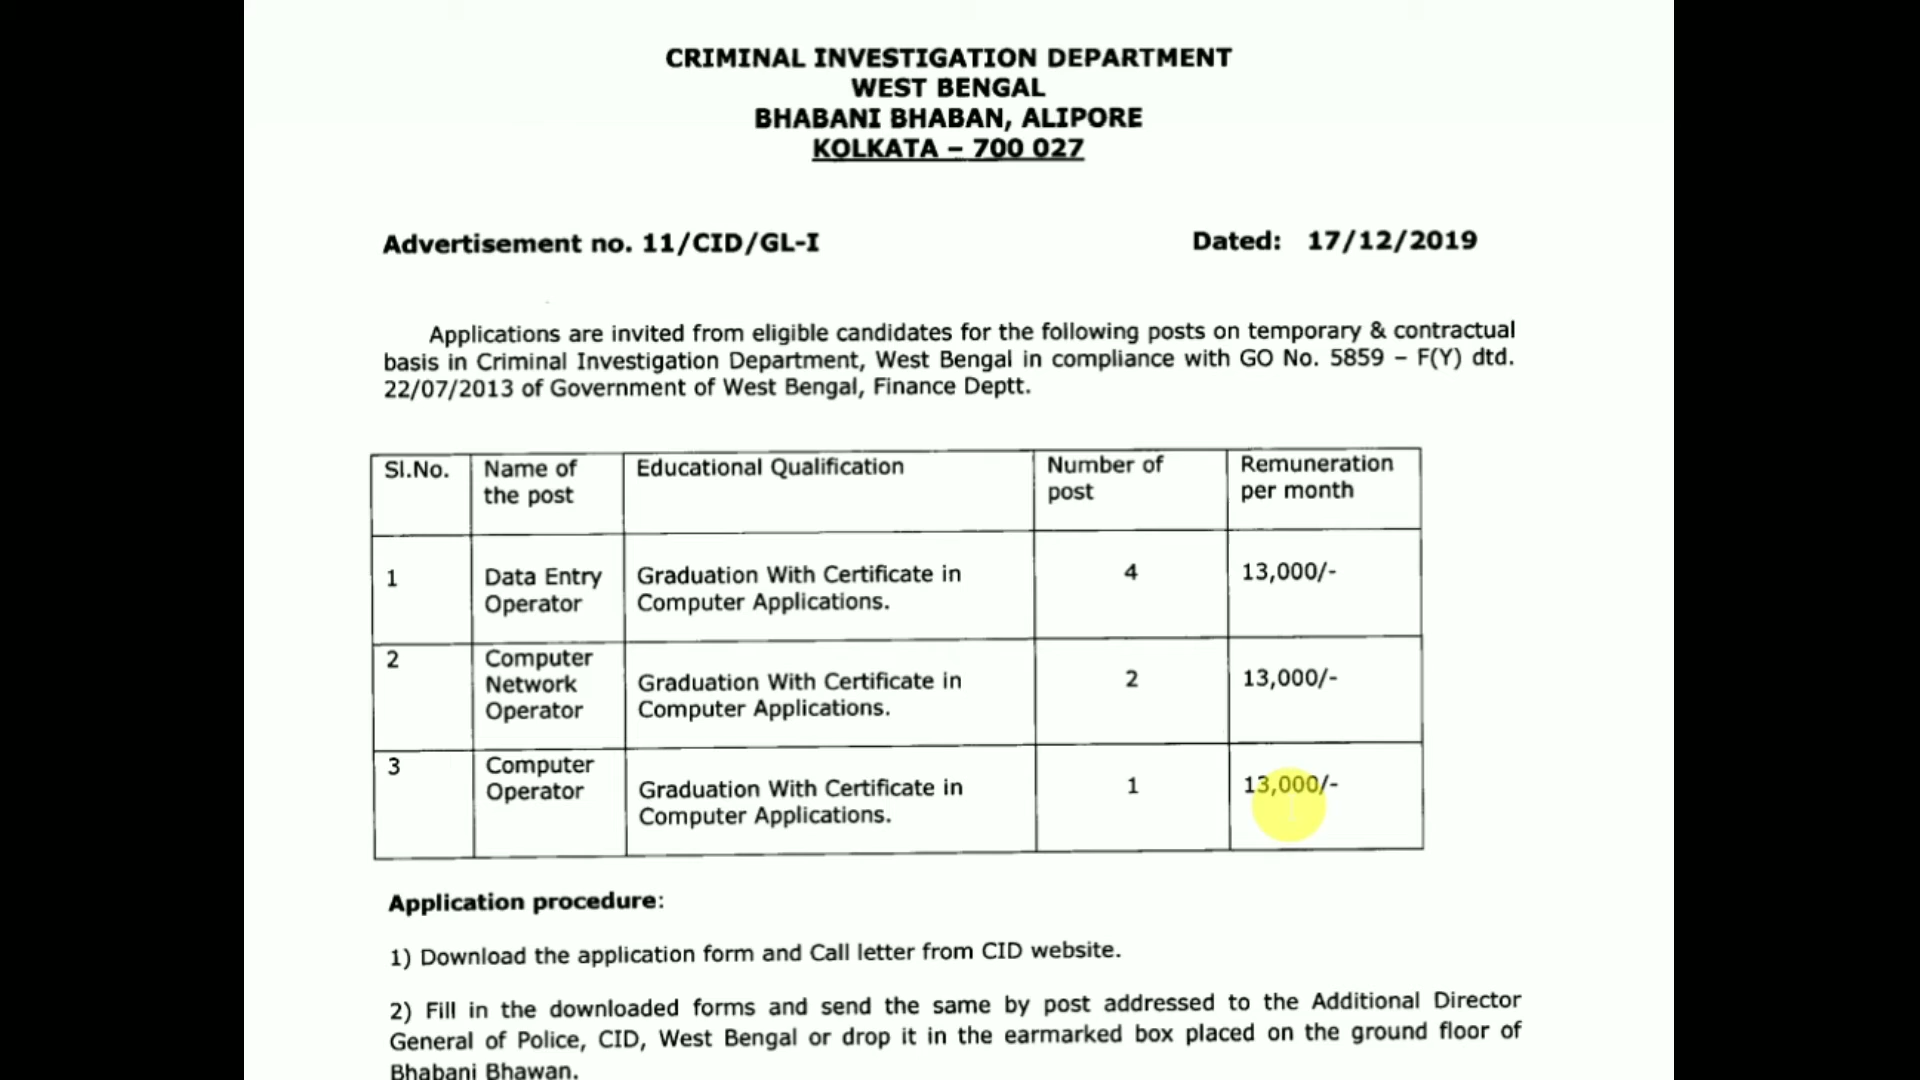 CRIMINAL INVESTIGATION DEPARTMENT
WEST BENGAL
BHABANI BHABAN, ALIPORE
KOLKATA – 700 027
Advertisement no. 11/CID/GL-I Dated: 17/12/2019
Applications are invited from eligible candidates for the following posts on temporary & contractual
basis in Criminal Investigation Department, West Bengal in compliance with GO No. 5859 – F(Y) dtd.
22/07/2013 of Government of West Bengal, Finance Deptt.
Sl.No. Name of the post Educational Qualification Number of post Remuneration per month
1 Data Entry Operator Graduation With Certificate in Computer Applications. 4 13,000/-
2 Computer Network Operator Graduation With Certificate in Computer Applications. 2 13,000/-
3 Computer Operator Graduation With Certificate in Computer Applications. 1 13,000/-
Application procedure:
1) Download the application form and Call letter from CID website.
2) Fill in the downloaded forms and send the same by post addressed to the Additional Director
General of Police, CID, West Bengal or drop it in the earmarked box placed on the ground floor of
Bhabani Bhawan.